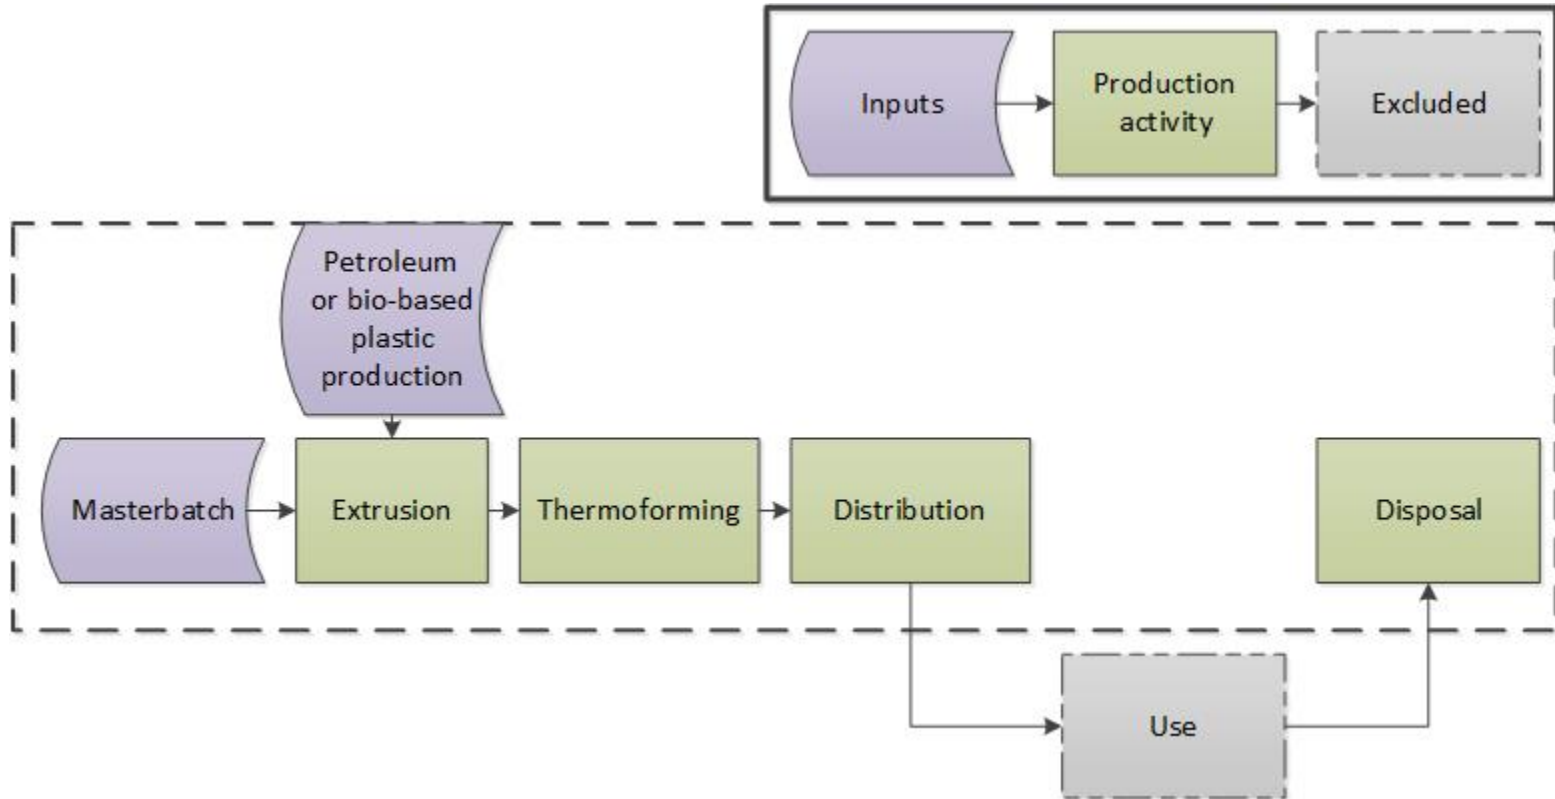 Inputs
Production
activity
Excluded
Petroleum
or bio-based
plastic
production
Masterbatch
Extrusion
Thermoforming
Distribution
Disposal
Use